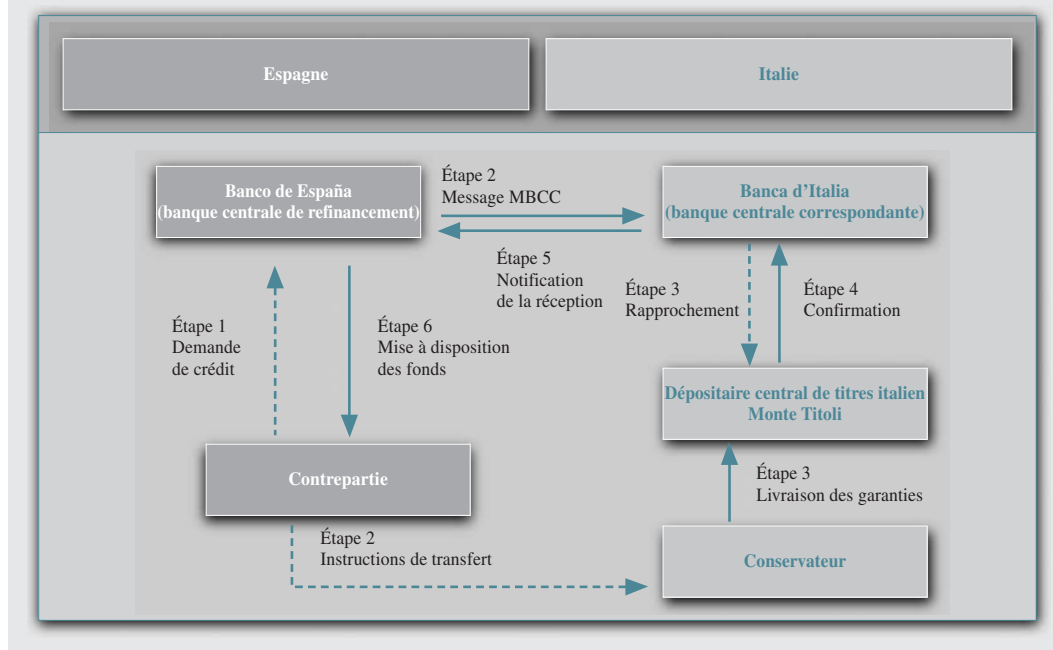 Espagne
Italie
Banco de España
(banque centrale de refinancement)
Étape 2
Message MBCC
Banca d'Italia
(banque centrale correspondante)
Étape 5
Notification
de la réception
Étape 3
Rapprochement
Étape 4
Confirmation
Étape 1
Demande
de crédit
Étape 6
Mise à disposition
des fonds
Dépositaire central de titres italien
Monte Titoli
Contrepartie
Étape 3
Livraison des garanties
Étape 2
Instructions de transfert
Conservateur